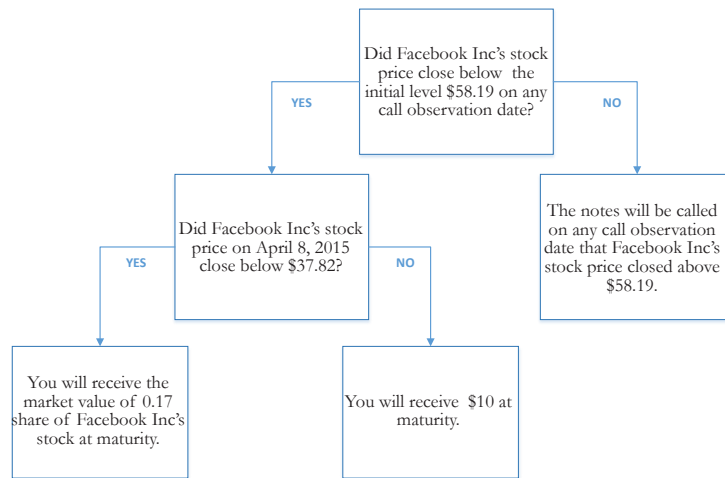 Did Facebook Inc's stock
price close below the
initial level $58.19 on any
call observation date?
YES
NO
Did Facebook Inc's stock
price on April 8, 2015
close below $37.82?
The notes will be called
on any call observation
date that Facebook Inc's
stock price closed above
$58.19.
YES
NO
You will receive the
market value of 0.17
share of Facebook Inc's
stock at maturity.
You will receive $10 at
maturity.